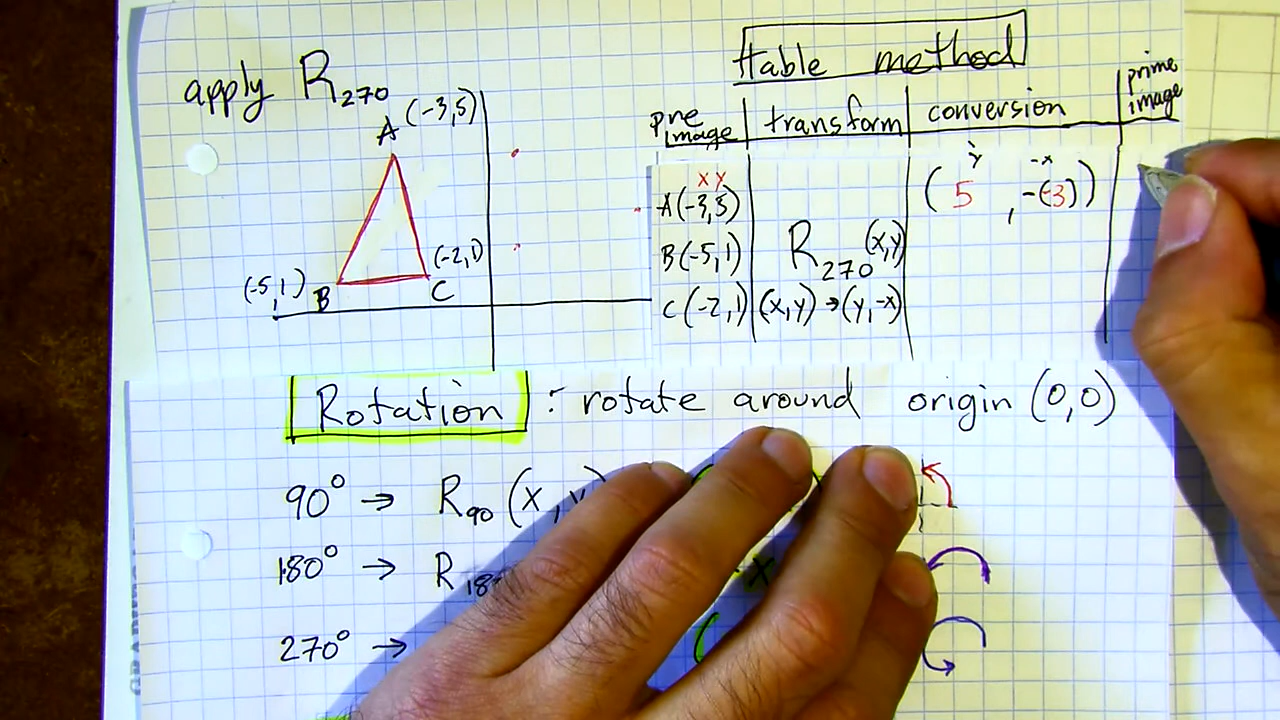 apply R270
A (-3,5)
(-2,1)
(-5,1) B C
table method
pre image transform conversion prime image
x y
A(-3,5)
B(-5,1)
C(-2,1)
R270(x,y)
(x,y)→(y,-x)
y -x
(5, -(-3))
Rotation : rotate around origin (0,0)
90° → R90 (x,y)
180° → R18
270° →